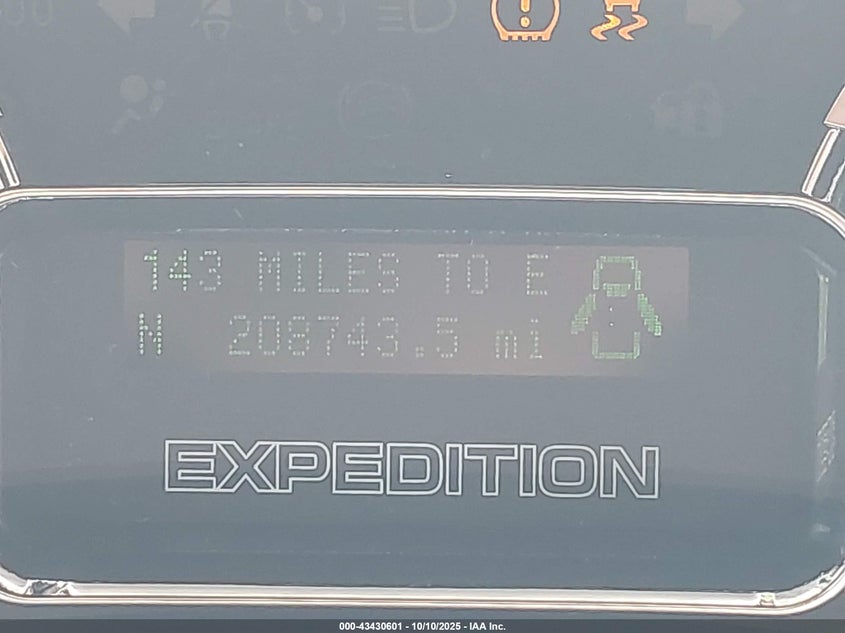 143 MILES TO E
N 208743.5 mi
EXPEDITION
000-43430601 - 10/10/2025 - IAA Inc.